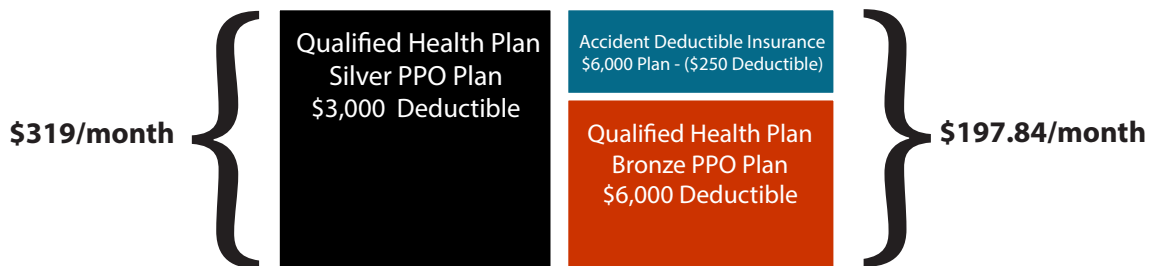 $319/month
Qualified Health Plan
Silver PPO Plan
$3,000 Deductible
Accident Deductible Insurance
$6,000 Plan - ($250 Deductible)
Qualified Health Plan
Bronze PPO Plan
$6,000 Deductible
$197.84/month